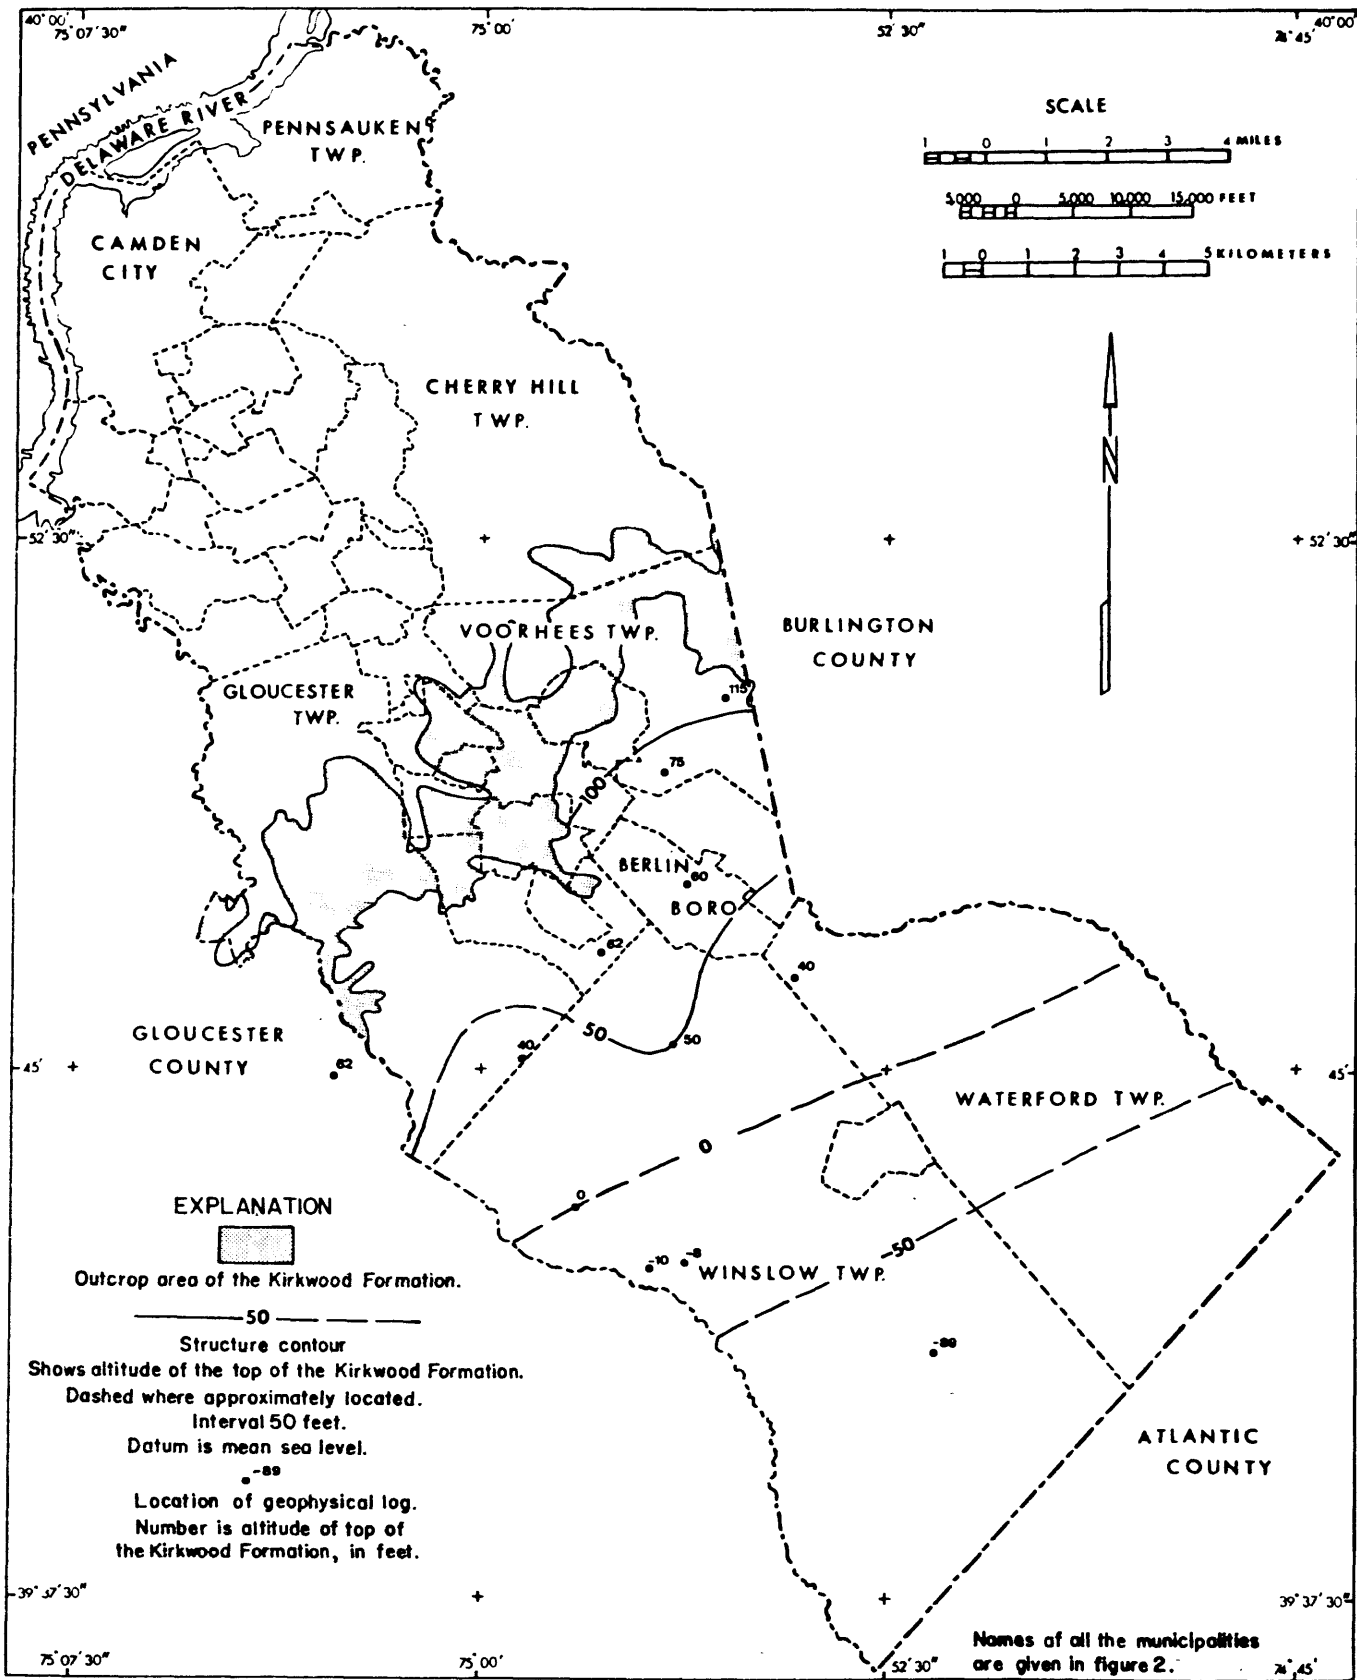 40° 00'
75° 07' 30"
75° 00'
52' 30"
74° 45'
40° 00'
PENNSYLVANIA
DELAWARE RIVER
PENNSAUKEN
TWP.
CAMDEN
CITY
SCALE
1 0 1 2 3 4 MILES
5,000 0 5,000 10,000 15,000 FEET
1 0 1 2 3 4 5 KILOMETERS
N
CHERRY HILL
TWP.
52' 30"
52' 30"
VOORHEES TWP.
BURLINGTON
COUNTY
GLOUCESTER
TWP.
115
75
100
BERLIN
60
BORO
62
40
50
50
40
GLOUCESTER
COUNTY
62
45'
45'
WATERFORD TWP.
0
0
-50
-10
-8
WINSLOW TWP.
-89
ATLANTIC
COUNTY
EXPLANATION
Outcrop area of the Kirkwood Formation.
50
Structure contour
Shows altitude of the top of the Kirkwood Formation.
Dashed where approximately located.
Interval 50 feet.
Datum is mean sea level.
-89
Location of geophysical log.
Number is altitude of top of
the Kirkwood Formation, in feet.
39° 37' 30"
39° 37' 30"
75° 07' 30"
75° 00'
52' 30"
74° 45'
Names of all the municipalities
are given in figure 2.